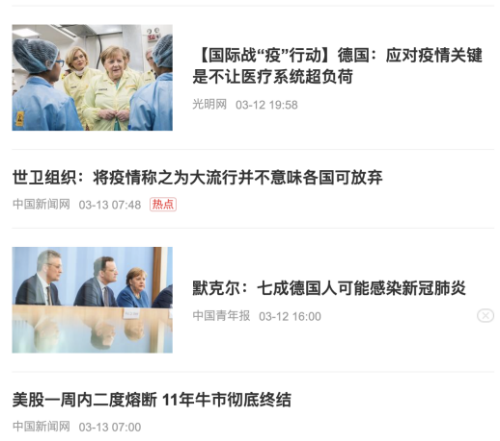 【国际战“疫”行动】德国：应对疫情关键
是不让医疗系统超负荷
光明网 03-12 19:58
世卫组织：将疫情称之为大流行并不意味各国可放弃
中国新闻网 03-13 07:48 热点
默克尔：七成德国人可能感染新冠肺炎
中国青年报 03-12 16:00
美股一周内二度熔断 11年牛市彻底终结
中国新闻网 03-13 07:00